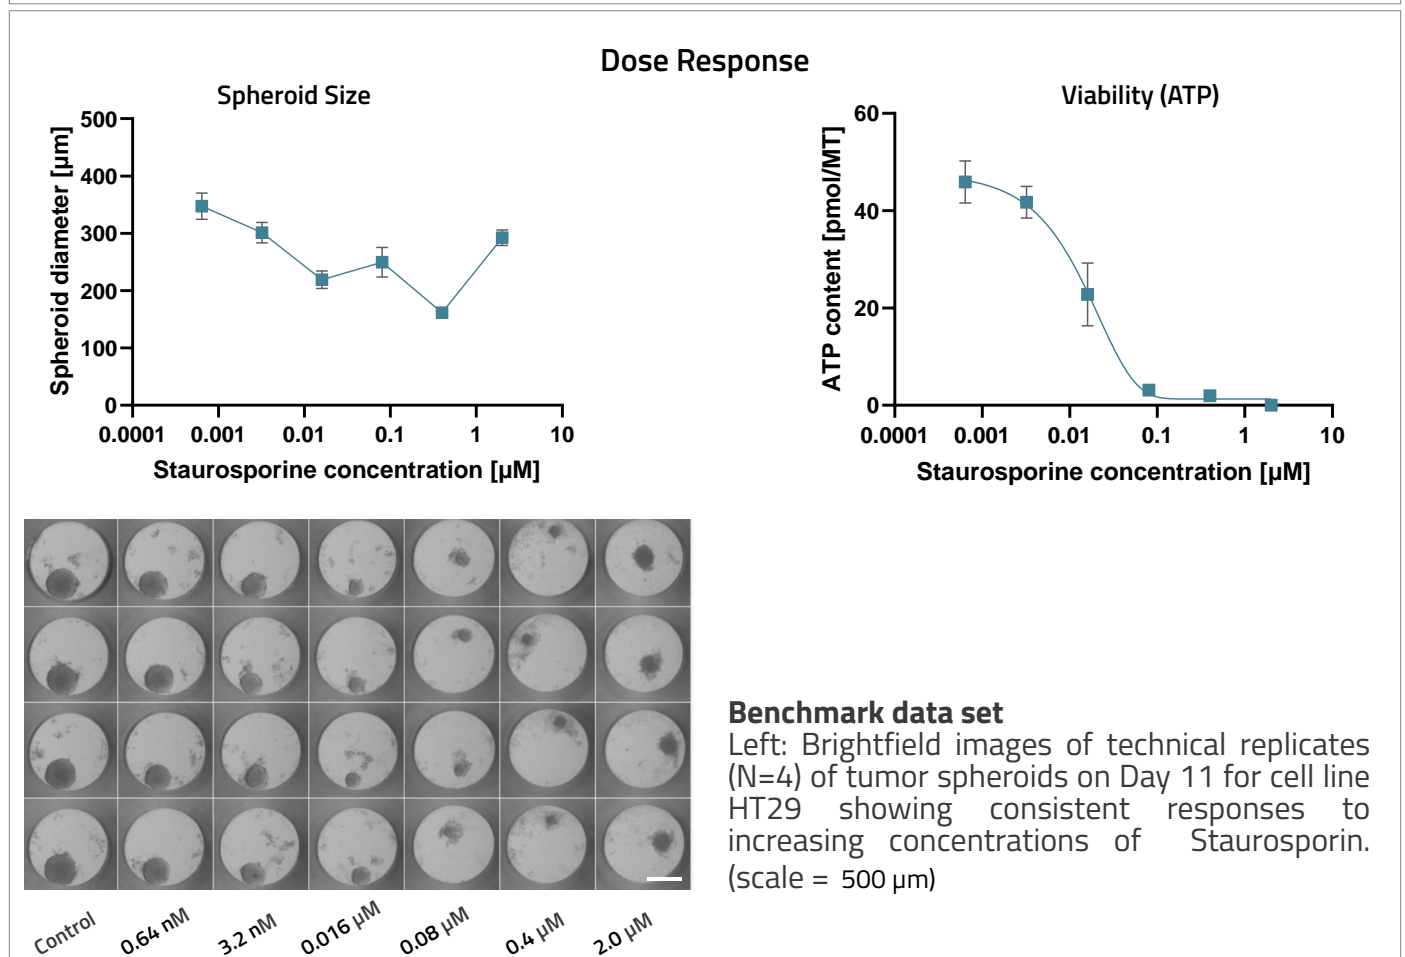 Dose Response
Spheroid Size
500
400
300
200
100
0
Spheroid diameter [µm]
0.0001 0.001 0.01 0.1 1 10
Staurosporine concentration [µM]
Viability (ATP)
60
40
20
0
ATP content [pmol/MT]
0.0001 0.001 0.01 0.1 1 10
Staurosporine concentration [µM]
Control 0.64 nM 3.2 nM 0.016 µM 0.08 µM 0.4 µM 2.0 µM
Benchmark data set
Left: Brightfield images of technical replicates
(N=4) of tumor spheroids on Day 11 for cell line
HT29 showing consistent responses to
increasing concentrations of Staurosporin.
(scale = 500 µm)